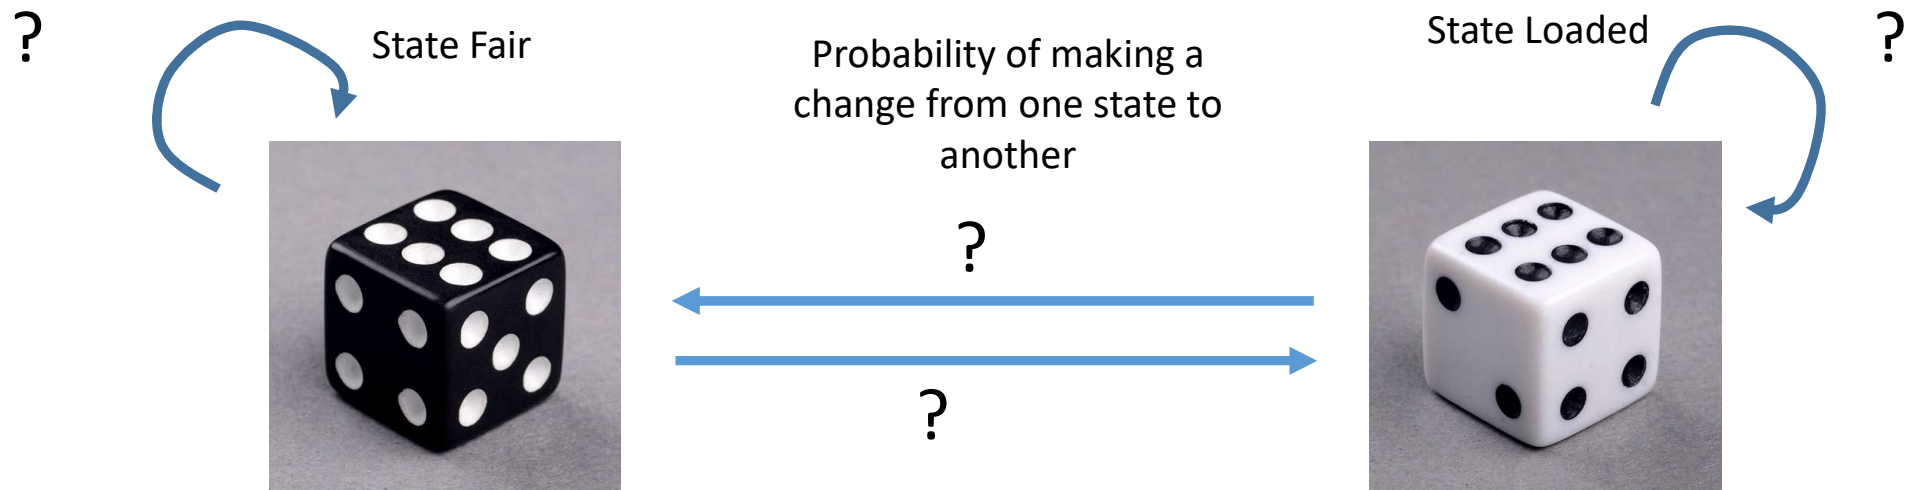 ?
State Fair
Probability of making a
change from one state to
another
State Loaded
?
?
?